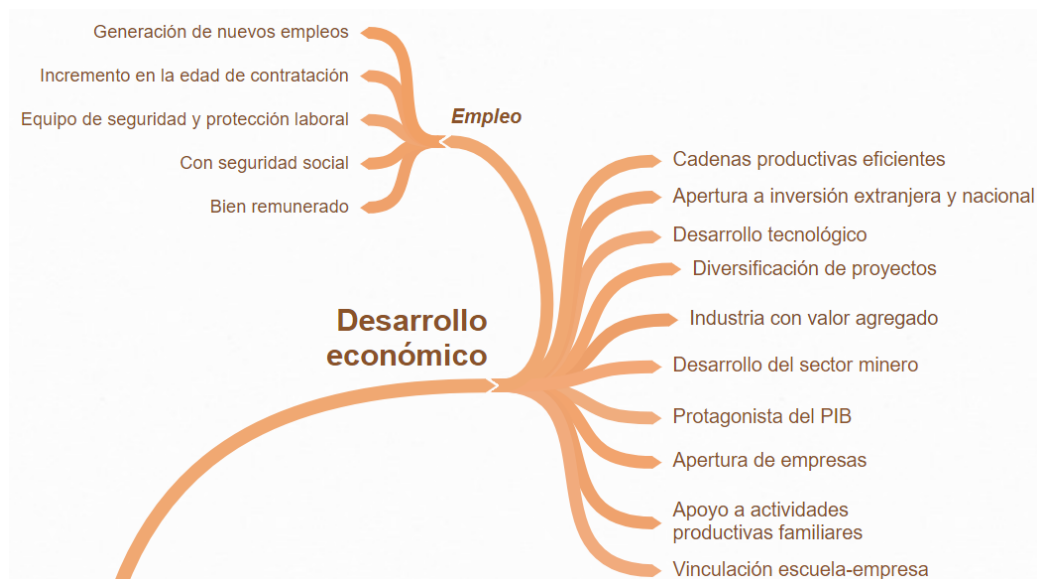 Generación de nuevos empleos
Incremento en la edad de contratación
Equipo de seguridad y protección laboral
Con seguridad social
Bien remunerado
Empleo
Desarrollo
económico
Cadenas productivas eficientes
Apertura a inversión extranjera y nacional
Desarrollo tecnológico
Diversificación de proyectos
Industria con valor agregado
Desarrollo del sector minero
Protagonista del PIB
Apertura de empresas
Apoyo a actividades
productivas familiares
Vinculación escuela-empresa